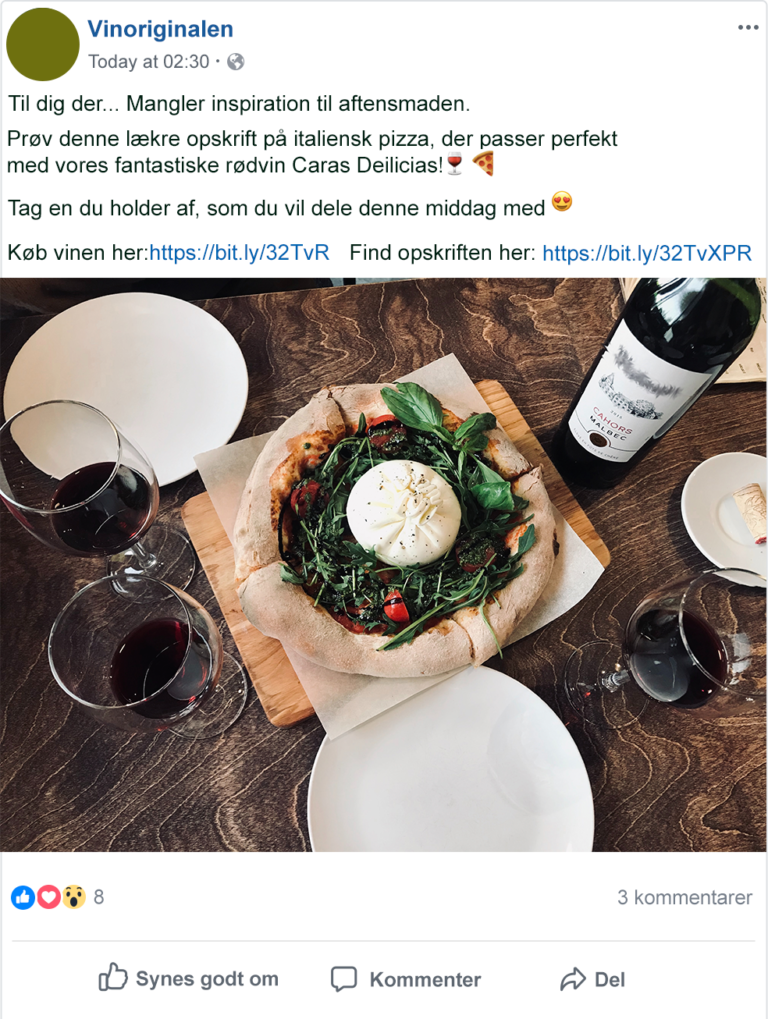 Vinoriginalen
Today at 02:30 ·
Til dig der... Mangler inspiration til aftensmaden.
Prøv denne lækre opskrift på italiensk pizza, der passer perfekt
med vores fantastiske rødvin Caras Deilicias!🍷 🍕
Tag en du holder af, som du vil dele denne middag med 😍
Køb vinen her:https://bit.ly/32TvR Find opskriften her: https://bit.ly/32TvXPR
CAHORS
MALBEC
8 3 kommentarer
Synes godt om Kommenter Del